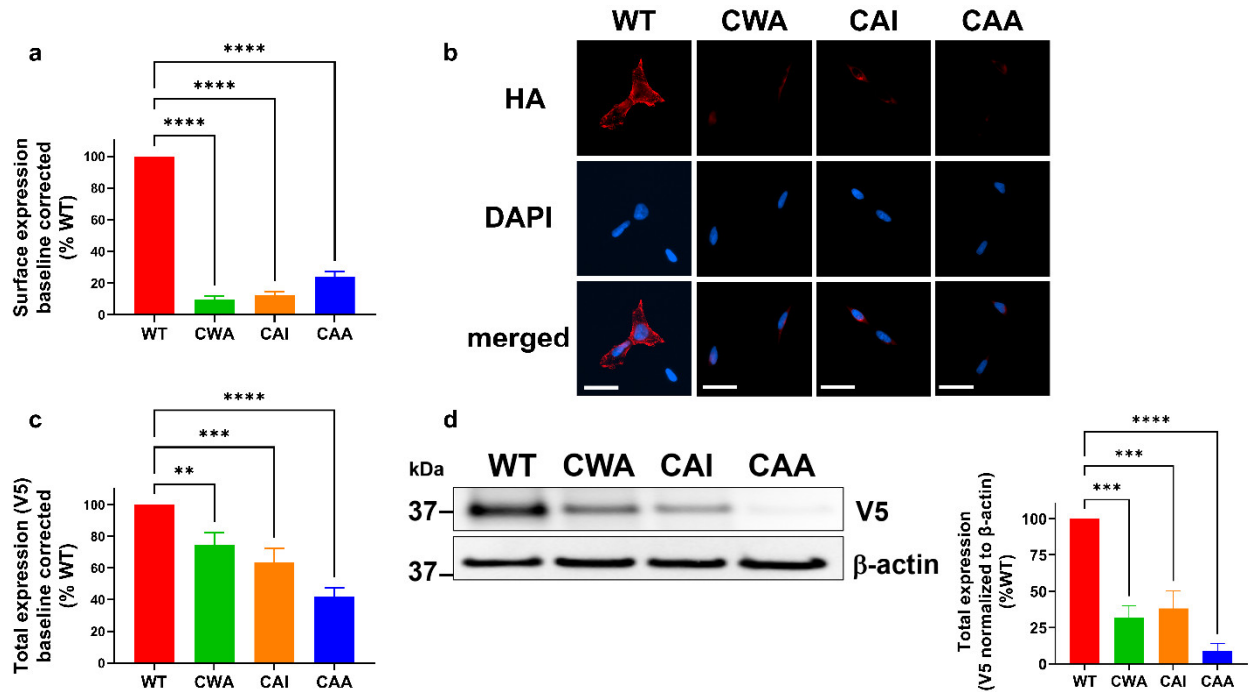 a
Surface expression
baseline corrected
(% WT)
100
80
60
40
20
0
****
****
****
WT CWA CAI CAA
b
WT CWA CAI CAA
HA
DAPI
merged
c
Total expression (V5)
baseline corrected
(% WT)
100
80
60
40
20
0
**
***
****
WT CWA CAI CAA
d
kDa
WT CWA CAI CAA
37
V5
37
β-actin
Total expression
(V5 normalized to β-actin)
(%WT)
100
75
50
25
0
***
***
****
WT CWA CAI CAA